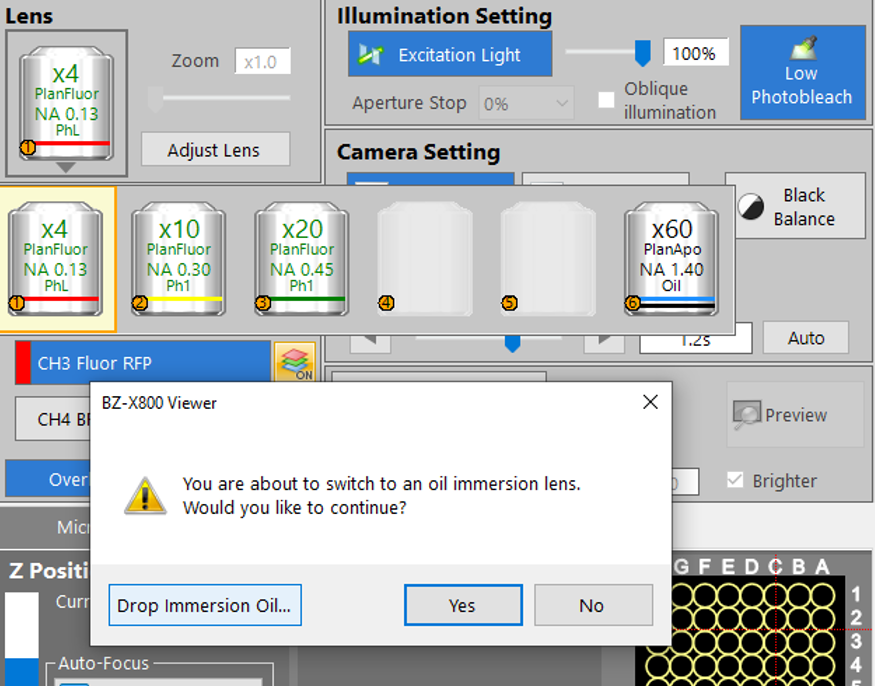 Lens
x4
PlanFluor
NA 0.13
PhL
1
Zoom
x1.0
Adjust Lens
Illumination Setting
Excitation Light
100%
Aperture Stop
0%
Oblique
illumination
Low
Photobleach
Camera Setting
Black
Balance
x4
PlanFluor
NA 0.13
PhL
1
x10
PlanFluor
NA 0.30
Ph1
2
x20
PlanFluor
NA 0.45
Ph1
3
4
5
x60
PlanApo
NA 1.40
Oil
6
1.2s
Auto
CH3 Fluor RFP
ON
CH4
Preview
Brighter
BZ-X800 Viewer
You are about to switch to an oil immersion lens.
Would you like to continue?
Drop Immersion Oil...
Yes
No
Z
Auto-Focus
G F E D C B A
1
2
3
4